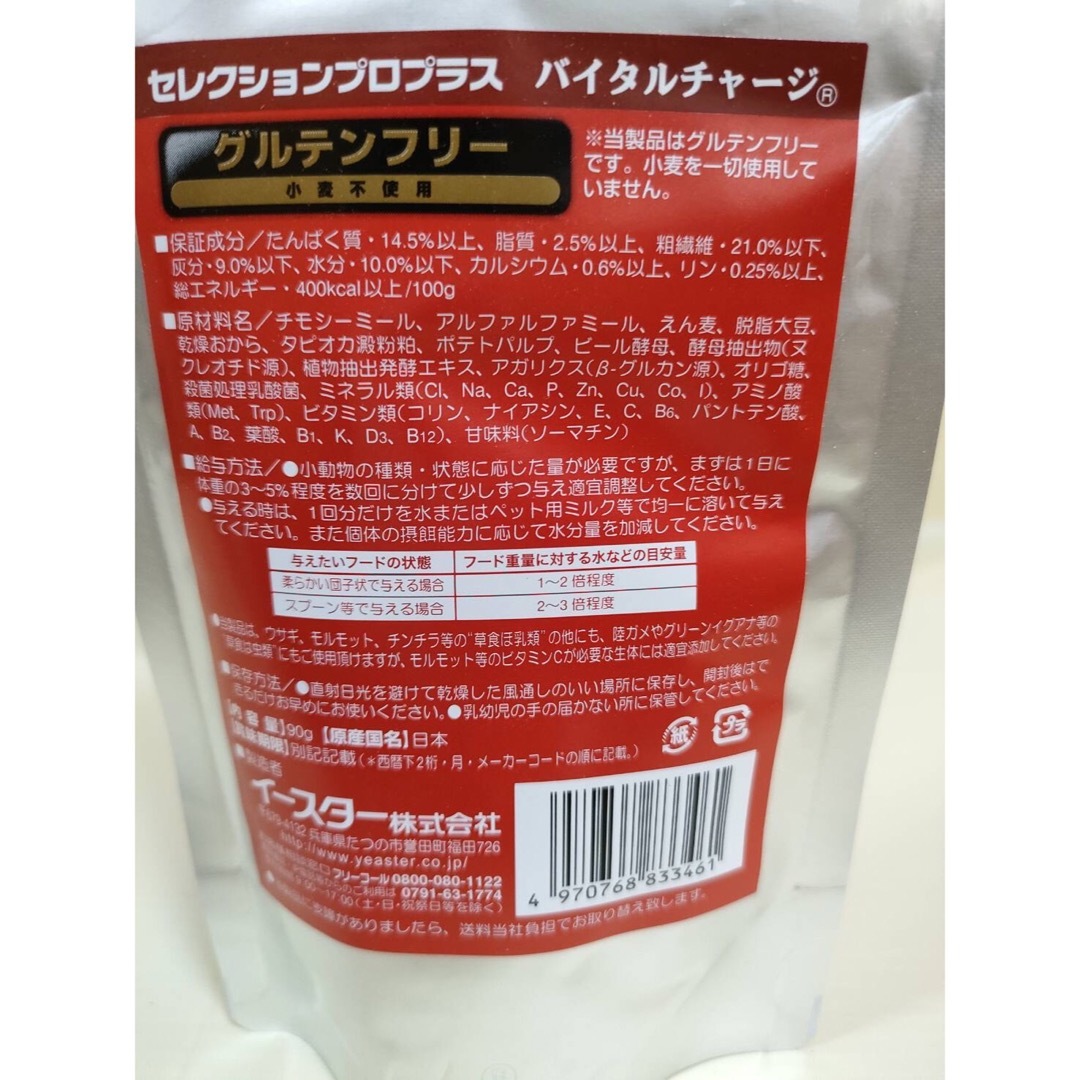 セレクションプロプラス バイタルチャージ®
グルテンフリー
小麦不使用
※当製品はグルテンフリー
です。小麦を一切使用して
いません。
■保証成分／たんぱく質・14.5%以上、脂質・2.5%以上、粗繊維・21.0%以下、
灰分・9.0%以下、水分・10.0%以下、カルシウム・0.6%以上、リン・0.25%以上、
総エネルギー・400kcal以上/100g
■原材料名／チモシーミール、アルファルファミール、えん麦、脱脂大豆、
乾燥おから、タピオカ澱粉粕、ポテトパルプ、ビール酵母、酵母抽出物(ヌ
クレオチド源)、植物抽出発酵エキス、アガリクス(β-グルカン源)、オリゴ糖、
殺菌処理乳酸菌、ミネラル類(Cl、Na、Ca、P、Zn、Cu、Co、I)、アミノ酸
類(Met、Trp)、ビタミン類(コリン、ナイアシン、E、C、B6、パントテン酸、
A、B2、葉酸、B1、K、D3、B12)、甘味料(ソーマチン)
■給与方法／●小動物の種類・状態に応じた量が必要ですが、まずは1日に
体重の3〜5%程度を数回に分けて少しずつ与え適宜調整してください。
●与える時は、1回分だけを水またはペット用ミルク等で均一に溶いて与え
てください。また個体の摂餌能力に応じて水分量を加減してください。
与えたいフードの状態 フード重量に対する水などの目安量
柔らかい団子状で与える場合 1〜2倍程度
スプーン等で与える場合 2〜3倍程度
●当製品は、ウサギ、モルモット、チンチラ等の“草食ほ乳類”の他にも、陸ガメやグリーンイグアナ等の
“草食は虫類”にもご使用頂けますが、モルモット等のビタミンCが必要な生体には適宜添加してください。
■保存方法／●直射日光を避けて乾燥した風通しのいい場所に保存し、開封後はで
きるだけお早めにお使いください。●乳幼児の手の届かない所に保管してください。
【内容量】90g【原産国名】日本
【賞味期限】別記記載(＊西暦下2桁・月・メーカーコードの順に記載。)
紙 プラ
■製造者
イースター株式会社
〒679-4132 兵庫県たつの市誉田町福田726
http://www.yeaster.co.jp/
フリーコール0800-080-1122
のご利用は 0791-63-1774
9:00〜17:00(土・日・祝祭日等を除く)
故障がありましたら、送料当社負担でお取り替え致します。
4 970768 833461